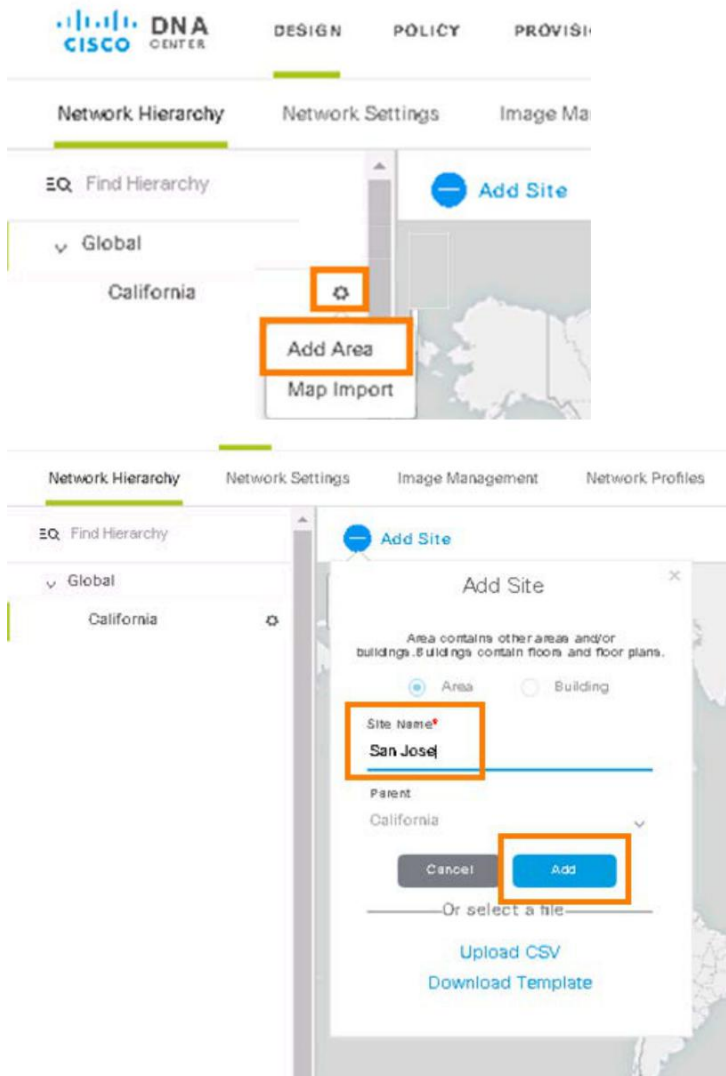 CISCO DNA CENTER
DESIGN POLICY
Network Hierarchy Network Settings
Find Hierarchy
Add Site
Global
California
Add Area
Map Import
Network Hierarchy Network Settings Image Management Network Profiles
Find Hierarchy
Add Site
Global
California
Add Site
Area contains other areas and/or
buildings.Buildings contain floors and floor plans.
Area Building
Site Name*
San Jose
Parent
California
Cancel Add
Or select a file
Upload CSV
Download Template